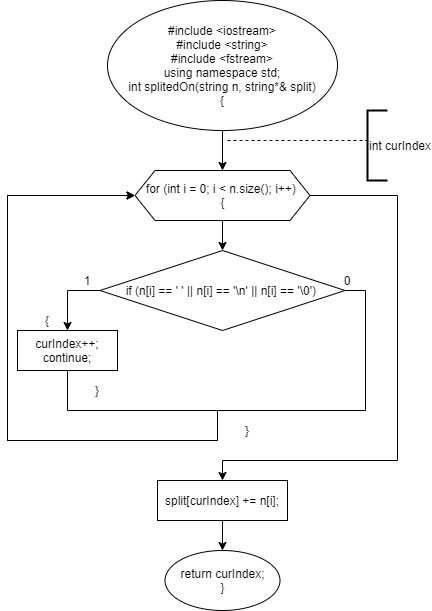 #include <iostream>
#include <string>
#include <fstream>
using namespace std;
int splitedOn(string n, string*& split)
{
int curIndex
for (int i = 0; i < n.size(); i++)
{
1
0
if (n[i] == ' ' || n[i] == '\n' || n[i] == '\0')
{
curIndex++;
continue;
}
}
split[curIndex] += n[i];
return curIndex;
}